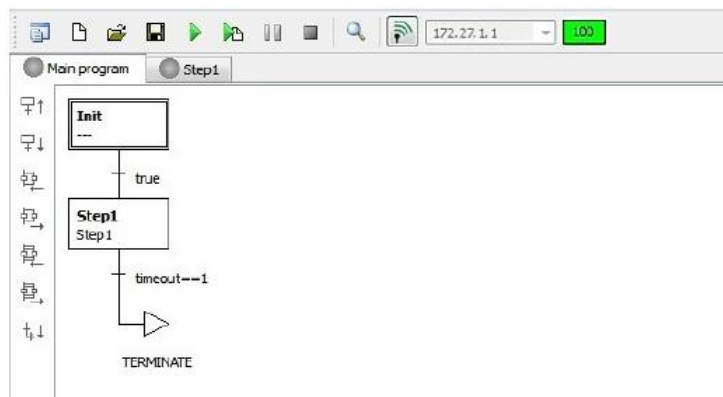 172.27.1.1
100
Main program
Step1
Init
---
true
Step1
Step1
timeout==1
TERMINATE